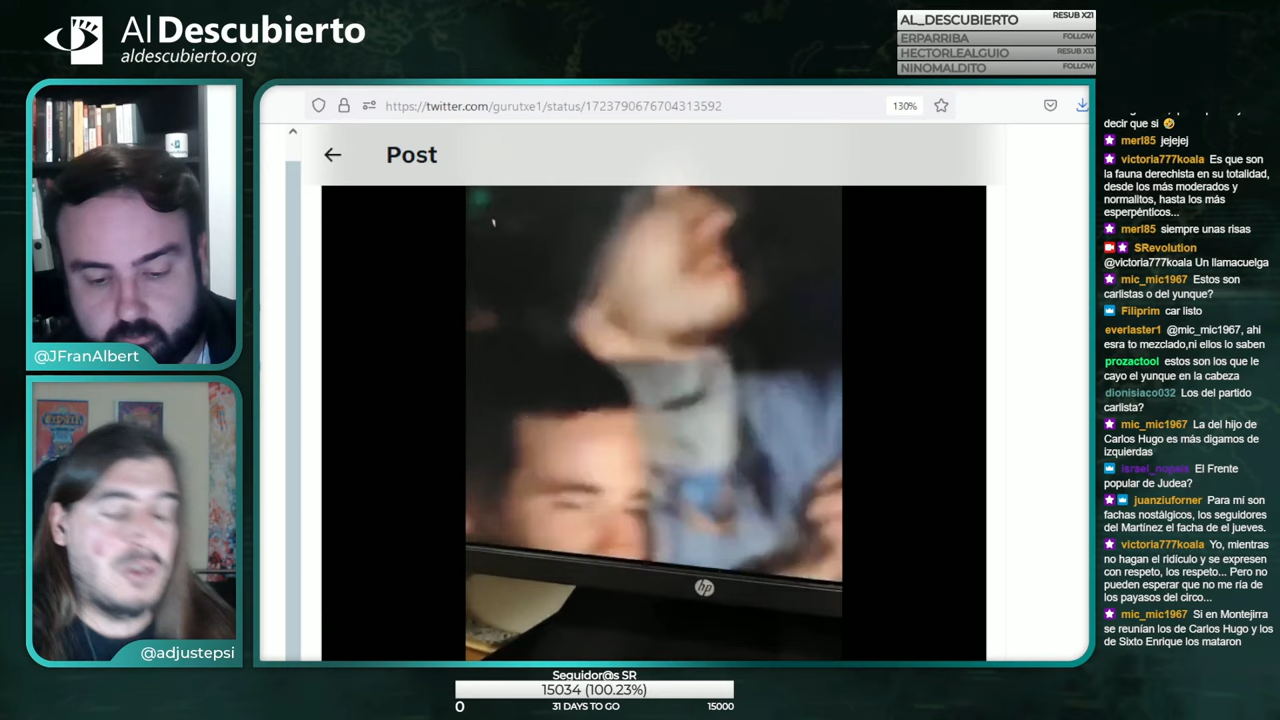 Al Descubierto
aldescubierto.org
AL_DESCUBIERTO RESUB X21
ERPARRIBA FOLLOW
HECTORLEALGUIO RESUB X13
NINOMALDITO FOLLOW
https://twitter.com/gurutxe1/status/1723790676704313592
130%
Post
hp
@JFranAlbert
@adjustepsi
decir que si 🤣
merl85 jejejej
victoria777koala Es que son
la fauna derechista en su totalidad,
desde los más moderados y
normalitos, hasta los más
esperpénticos...
merl85 siempre unas risas
SRevolution
@victoria777koala Un llamacuelga
mic_mic1967 Estos son
carlistas o del yunque?
Filiprim car listo
everlaster1 @mic_mic1967, ahi
esra to mezclado,ni ellos lo saben
prozactool estos son los que le
cayo el yunque en la cabeza
dionisiaco032 Los del partido
carlista?
mic_mic1967 La del hijo de
Carlos Hugo es más digamos de
izquierdas
israel_nopals El Frente
popular de Judea?
juanziuforner Para mí son
fachas nostálgicos, los seguidores
del Martínez el facha de el jueves.
victoria777koala Yo, mientras
no hagan el ridículo y se expresen
con respeto, los respeto... Pero no
pueden esperar que no me ría de
los payasos del circo...
mic_mic1967 Si en Montejirra
se reunían los de Carlos Hugo y los
de Sixto Enrique los mataron
Seguidor@s SR
15034 (100.23%)
0 31 DAYS TO GO 15000